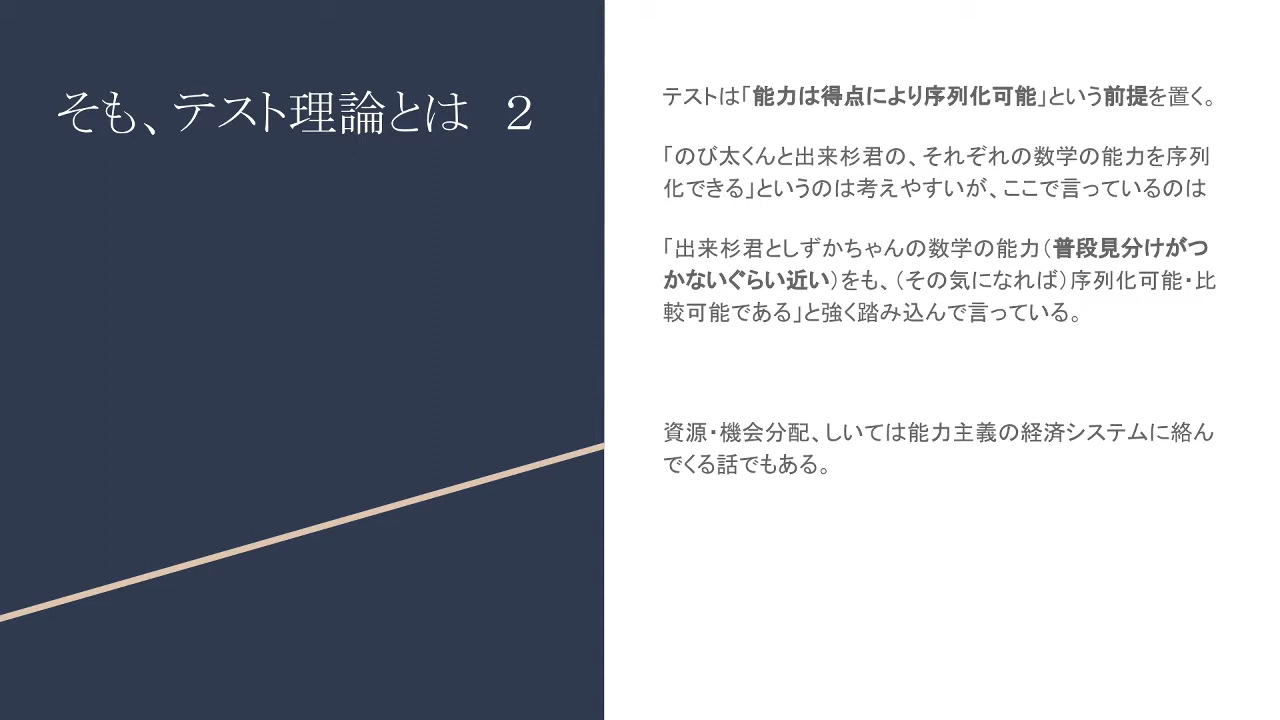 そも、テスト理論とは　２
テストは「能力は得点により序列化可能」という前提を置く。
「のび太くんと出来杉君の、それぞれの数学の能力を序列
化できる」というのは考えやすいが、ここで言っているのは
「出来杉君としずかちゃんの数学の能力（普段見分けがつ
かないぐらい近い）をも、（その気になれば）序列化可能・比
較可能である」と強く踏み込んで言っている。
資源・機会分配、しいては能力主義の経済システムに絡ん
でくる話でもある。